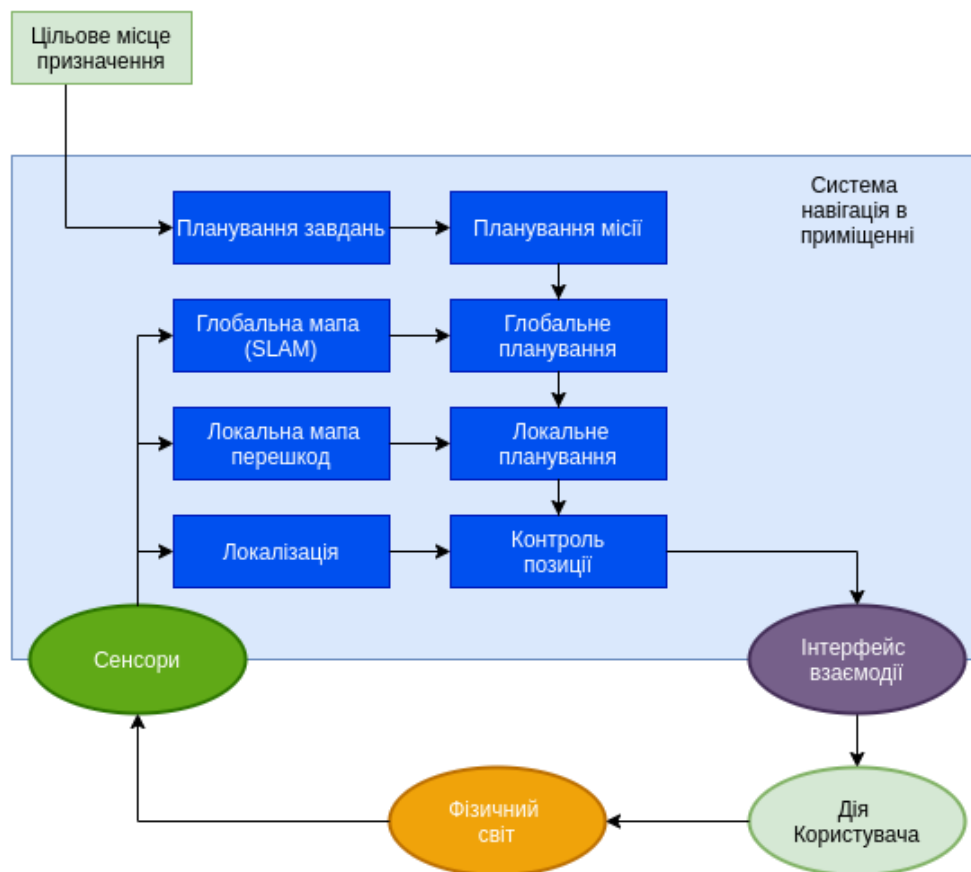 Цільове місце
призначення
Система
навігація в
приміщенні
Планування завдань
Планування місії
Глобальна мапа
(SLAM)
Глобальне
планування
Локальна мапа
перешкод
Локальне
планування
Локалізація
Контроль
позиції
Сенсори
Інтерфейс
взаємодії
Фізичний
світ
Дія
Користувача